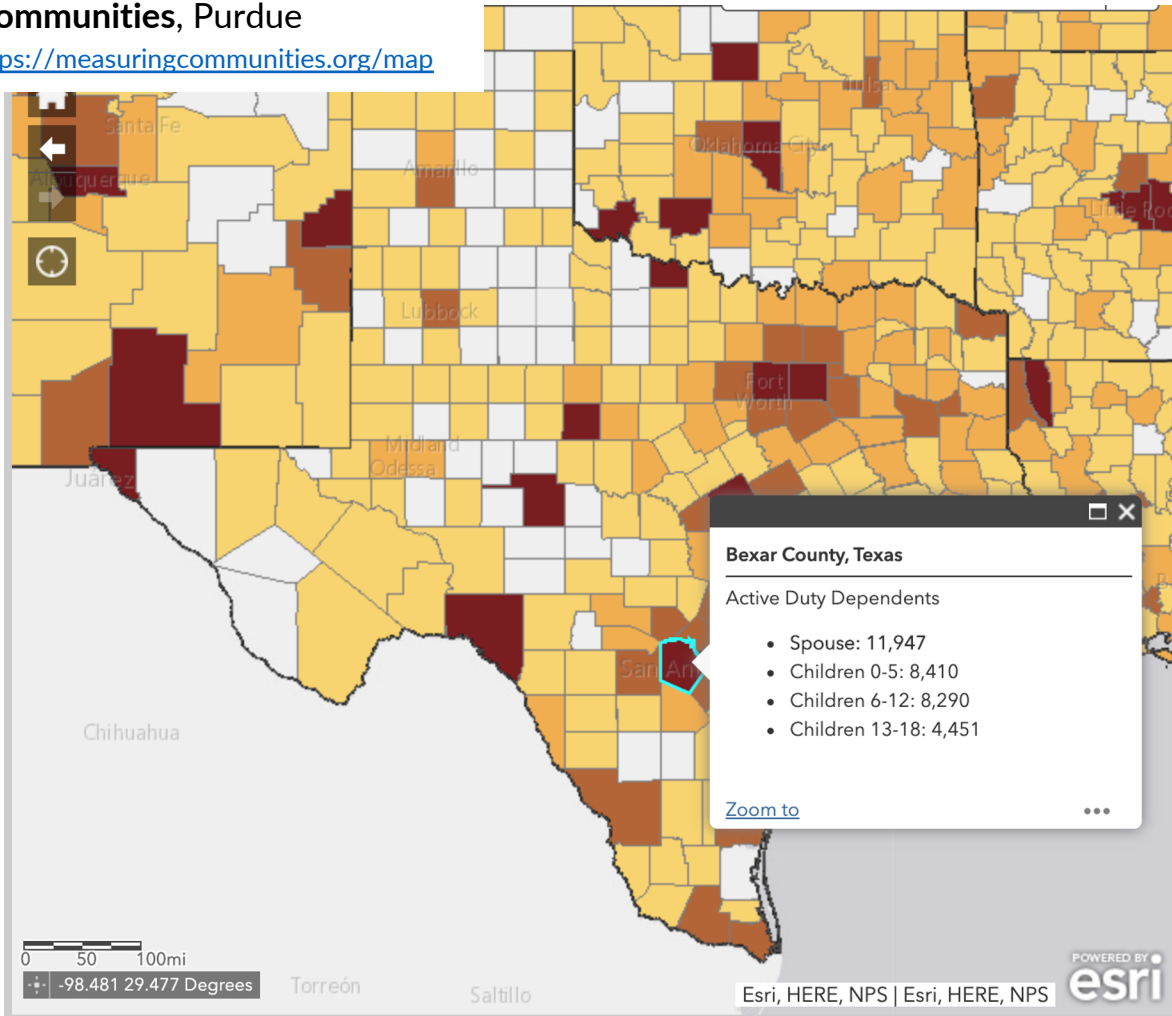 ommunities, Purdue
ps://measuringcommunities.org/map
Santa Fe
Albuquerque
Amarillo
Oklahoma City
Tulsa
Lubbock
Fort
Worth
Midland
Odessa
Juárez
Bexar County, Texas
Active Duty Dependents
• Spouse: 11,947
• Children 0-5: 8,410
• Children 6-12: 8,290
• Children 13-18: 4,451
Zoom to
San An
Chihuahua
0 50 100mi
-98.481 29.477 Degrees
Torreón
Saltillo
Esri, HERE, NPS | Esri, HERE, NPS
POWERED BY
esri